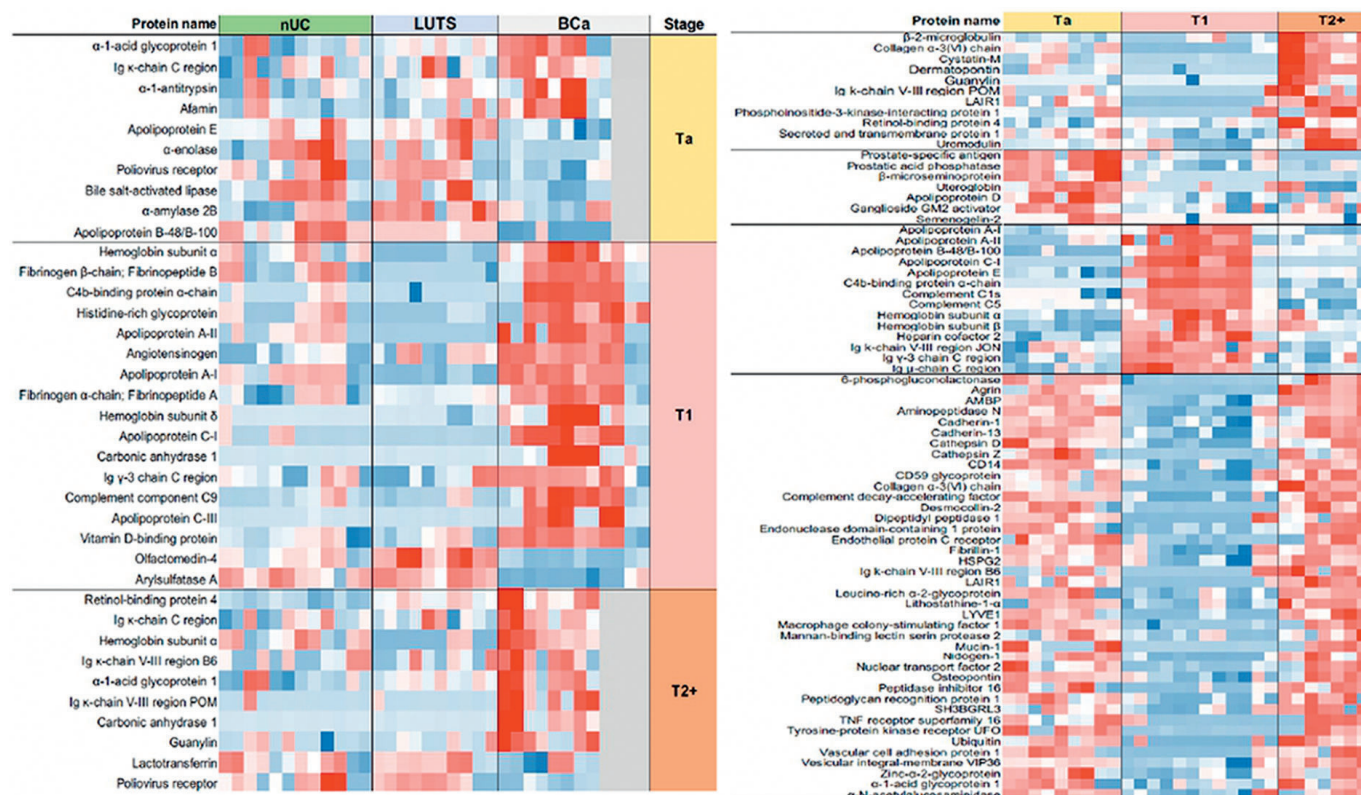 Protein name nUC LUTS BCa Stage
α-1-acid glycoprotein 1
Ig κ-chain C region
α-1-antitrypsin
Afamin
Apolipoprotein E
α-enolase
Poliovirus receptor
Bile salt-activated lipase
α-amylase 2B
Apolipoprotein B-48/B-100
Ta
Hemoglobin subunit α
Fibrinogen β-chain; Fibrinopeptide B
C4b-binding protein α-chain
Histidine-rich glycoprotein
Apolipoprotein A-II
Angiotensinogen
Apolipoprotein A-I
Fibrinogen α-chain; Fibrinopeptide A
Hemoglobin subunit δ
Apolipoprotein C-I
Carbonic anhydrase 1
Ig γ-3 chain C region
Complement component C9
Apolipoprotein C-III
Vitamin D-binding protein
Olfactomedin-4
Arylsulfatase A
T1
Retinol-binding protein 4
Ig κ-chain C region
Hemoglobin subunit α
Ig κ-chain V-III region B6
α-1-acid glycoprotein 1
Ig κ-chain V-III region POM
Carbonic anhydrase 1
Guanylin
Lactotransferrin
Poliovirus receptor
T2+
Protein name Ta T1 T2+
β-2-microglobulin
Collagen α-3(VI) chain
Cystatin-M
Dermatopontin
Guanylin
Ig k-chain V-III region POM
LAIR1
Phosphoinositide-3-kinase-interacting protein 1
Retinol-binding protein 4
Secreted and transmembrane protein 1
Uromodulin
Prostate-specific antigen
Prostatic acid phosphatase
β-microseminoprotein
Uteroglobin
Apolipoprotein D
Ganglioside GM2 activator
Semenogelin-2
Apolipoprotein A-I
Apolipoprotein A-II
Apolipoprotein B-48/B-100
Apolipoprotein C-I
Apolipoprotein E
C4b-binding protein α-chain
Complement C1s
Complement C5
Hemoglobin subunit α
Hemoglobin subunit β
Heparin cofactor 2
Ig k-chain V-III region JON
Ig γ-3 chain C region
Ig μ-chain C region
6-phosphogluconolactonase
Agrin
AMBP
Aminopeptidase N
Cadherin-1
Cadherin-13
Cathepsin D
Cathepsin Z
CD14
CD59 glycoprotein
Collagen α-3(VI) chain
Complement decay-accelerating factor
Desmocollin-2
Dipeptidyl peptidase 1
Endonuclease domain-containing 1 protein
Endothelial protein C receptor
Fibrillin-1
HSPG2
Ig k-chain V-III region B6
LAIR1
Leucine-rich α-2-glycoprotein
Lithostathine-1-α
LYVE1
Macrophage colony-stimulating factor 1
Mannan-binding lectin serin protease 2
Mucin-1
Nidogen-1
Nuclear transport factor 2
Osteopontin
Peptidase inhibitor 16
Peptidoglycan recognition protein 1
SH3BGRL3
TNF receptor superfamily 16
Tyrosine-protein kinase receptor UFO
Ubiquitin
Vascular cell adhesion protein 1
Vesicular integral-membrane VIP36
Zinc-α-2-glycoprotein
α-1-acid glycoprotein 1
α-N-acetylglucosaminidase